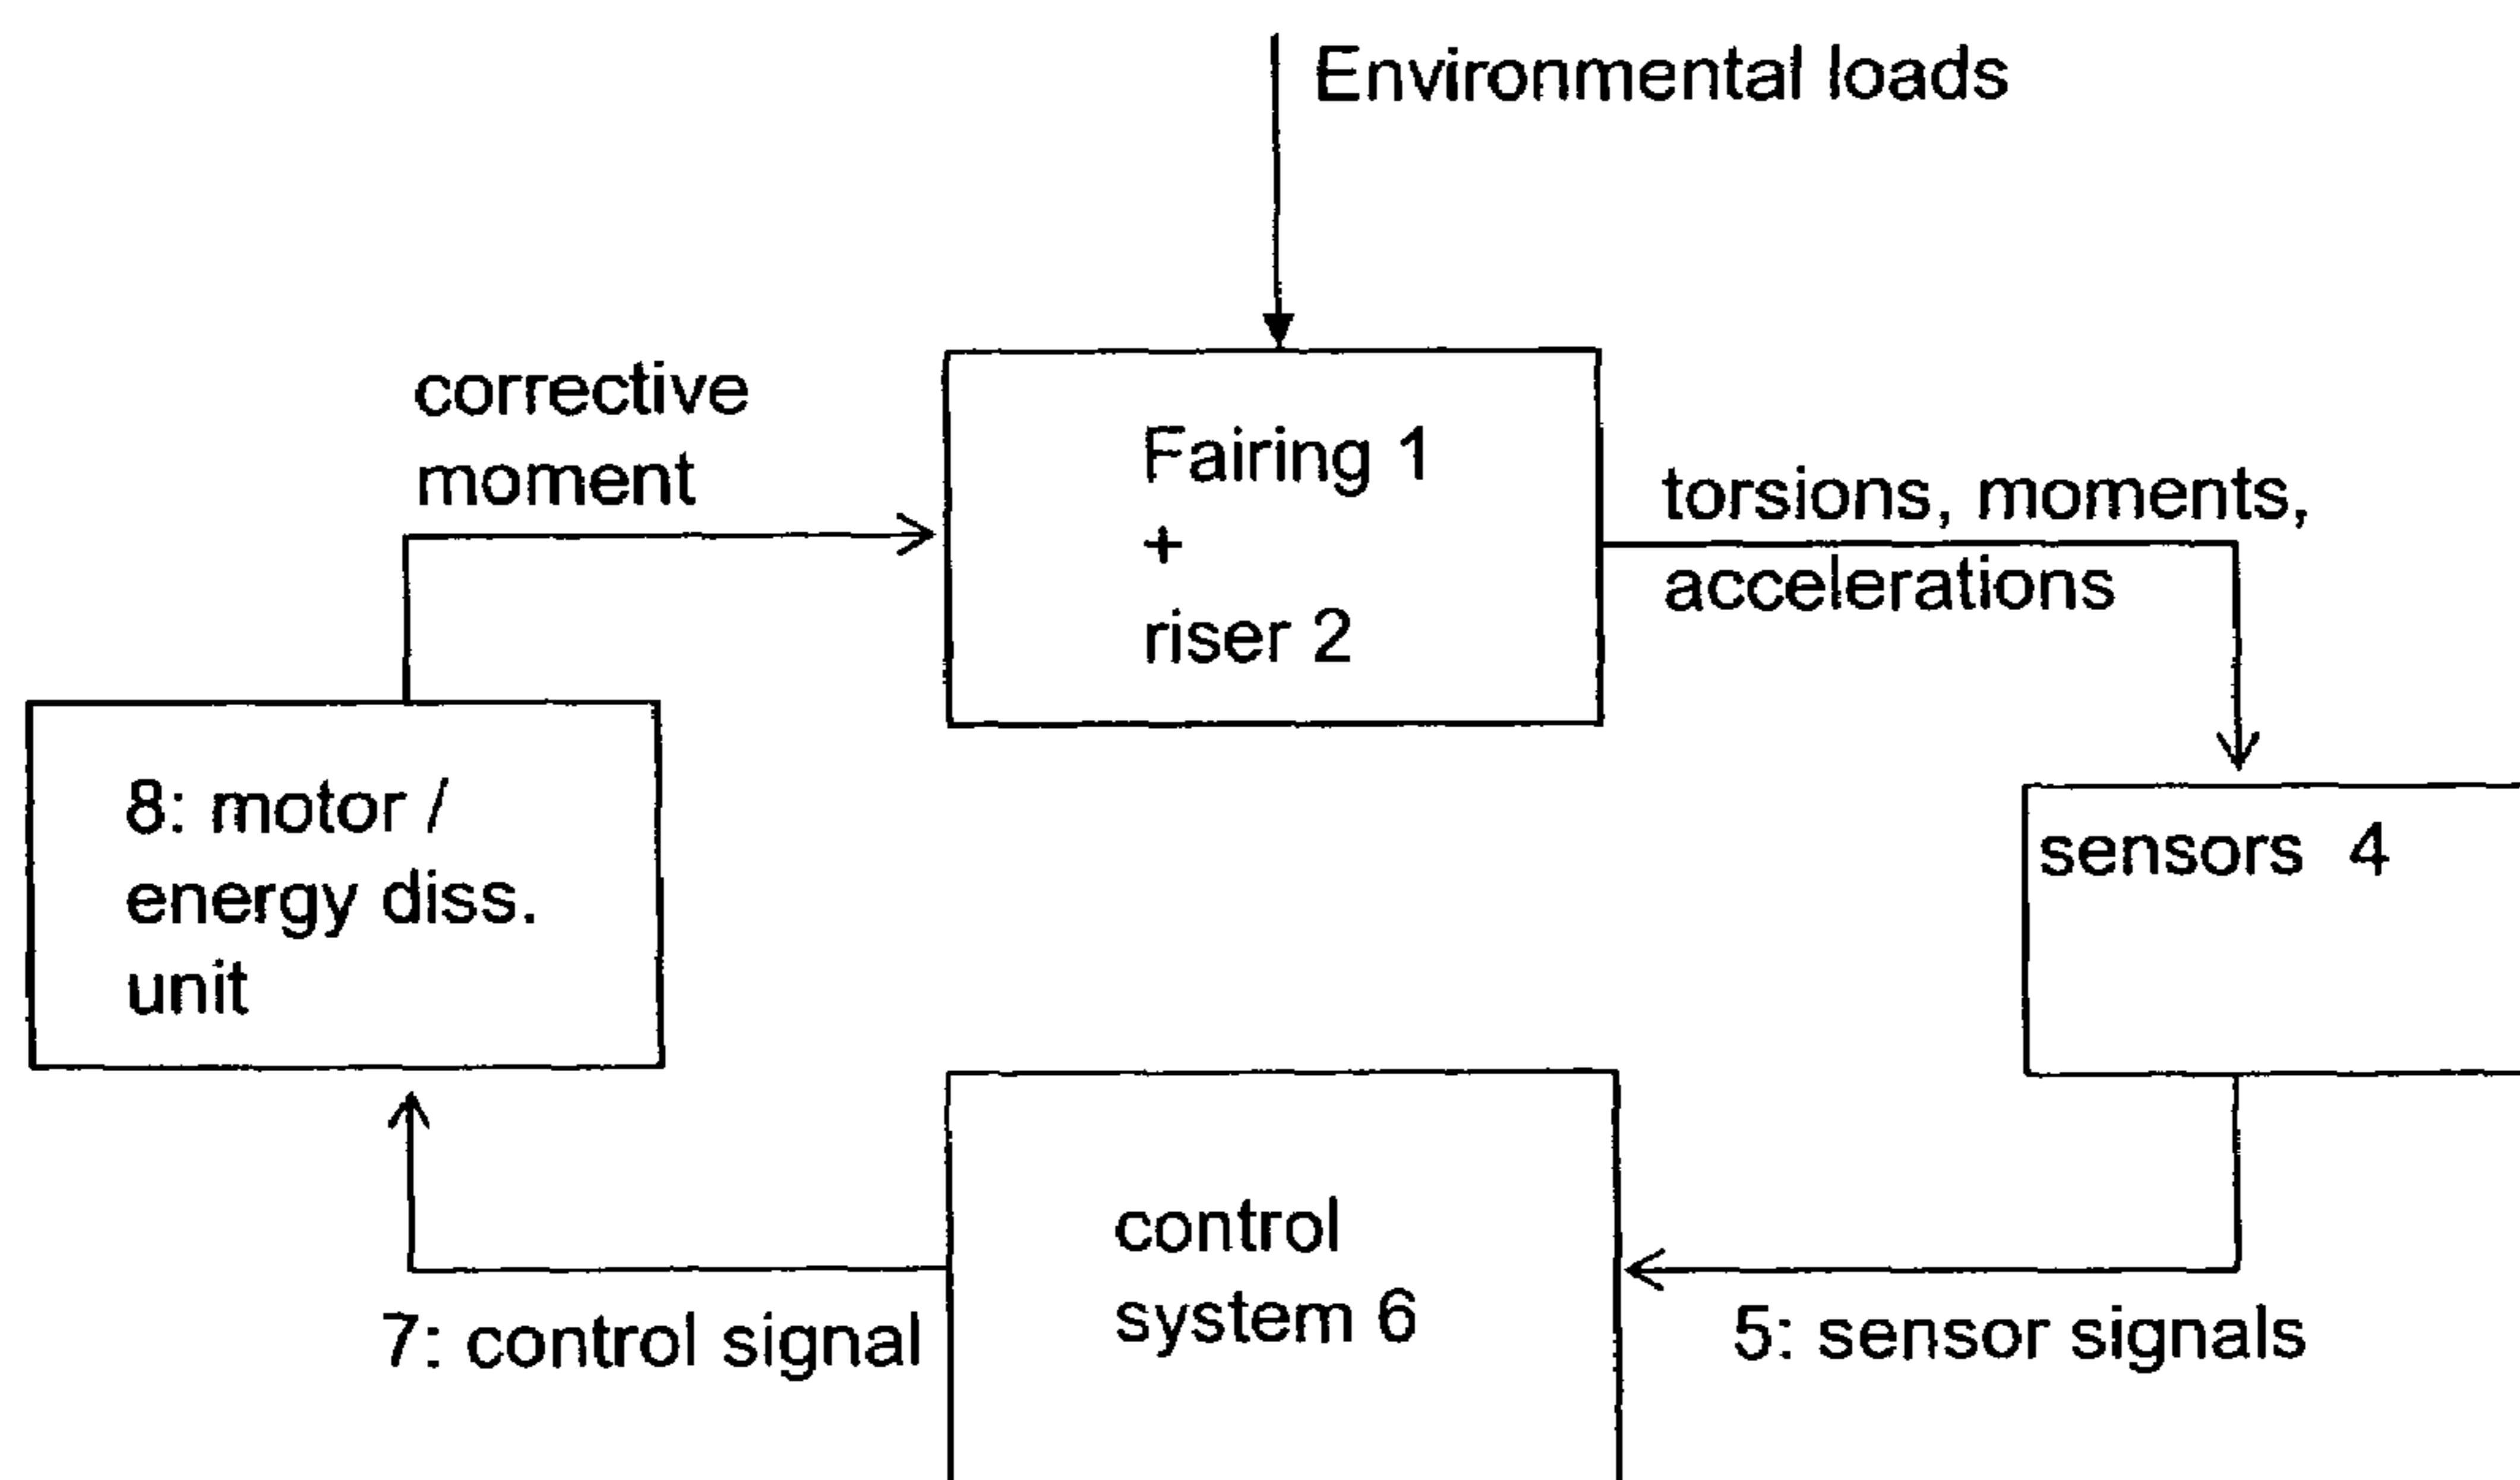 Environmental loads
corrective
moment
Fairing 1
+
riser 2
torsions, moments,
accelerations
8: motor /
energy diss.
unit
sensors 4
control
system 6
7: control signal
5: sensor signals